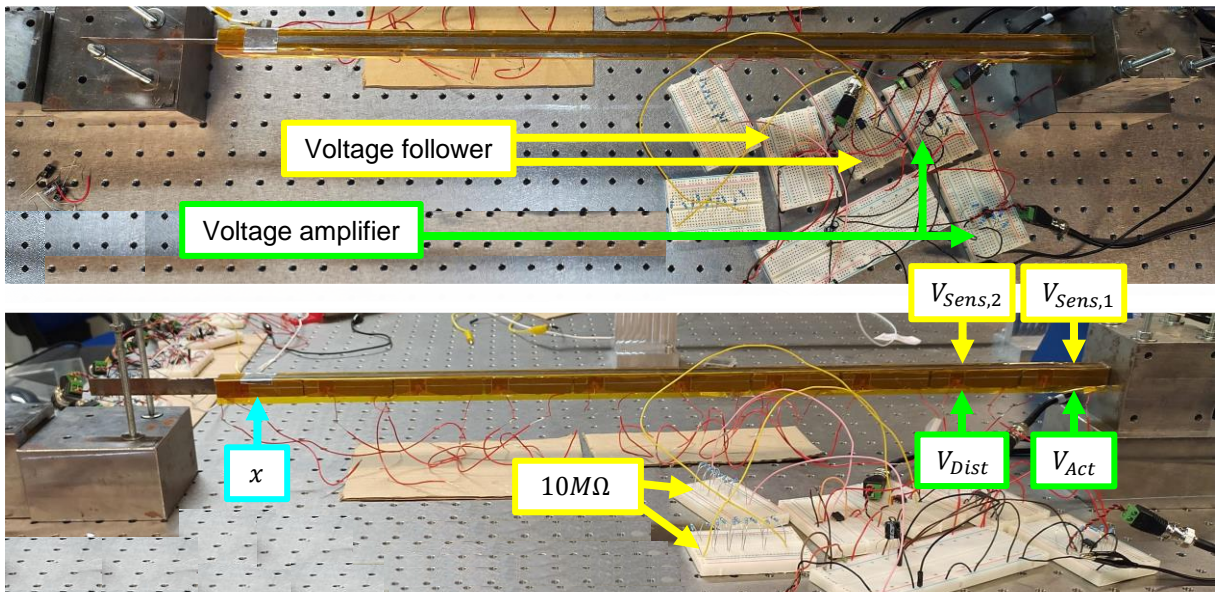 Voltage follower
Voltage amplifier
V_{Sens,2}
V_{Sens,1}
x
10MΩ
V_{Dist}
V_{Act}